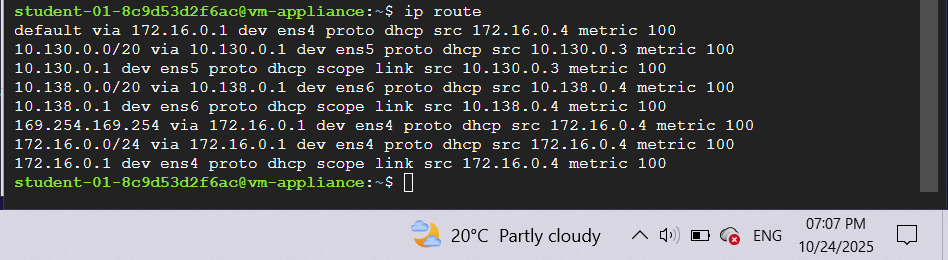 student-01-8c9d53d2f6ac@vm-appliance:~$ ip route
default via 172.16.0.1 dev ens4 proto dhcp src 172.16.0.4 metric 100
10.130.0.0/20 via 10.130.0.1 dev ens5 proto dhcp src 10.130.0.3 metric 100
10.130.0.1 dev ens5 proto dhcp scope link src 10.130.0.3 metric 100
10.138.0.0/20 via 10.138.0.1 dev ens6 proto dhcp src 10.138.0.4 metric 100
10.138.0.1 dev ens6 proto dhcp scope link src 10.138.0.4 metric 100
169.254.169.254 via 172.16.0.1 dev ens4 proto dhcp src 172.16.0.4 metric 100
172.16.0.0/24 via 172.16.0.1 dev ens4 proto dhcp src 172.16.0.4 metric 100
172.16.0.1 dev ens4 proto dhcp scope link src 172.16.0.4 metric 100
student-01-8c9d53d2f6ac@vm-appliance:~$
20°C Partly cloudy
ENG
07:07 PM
10/24/2025